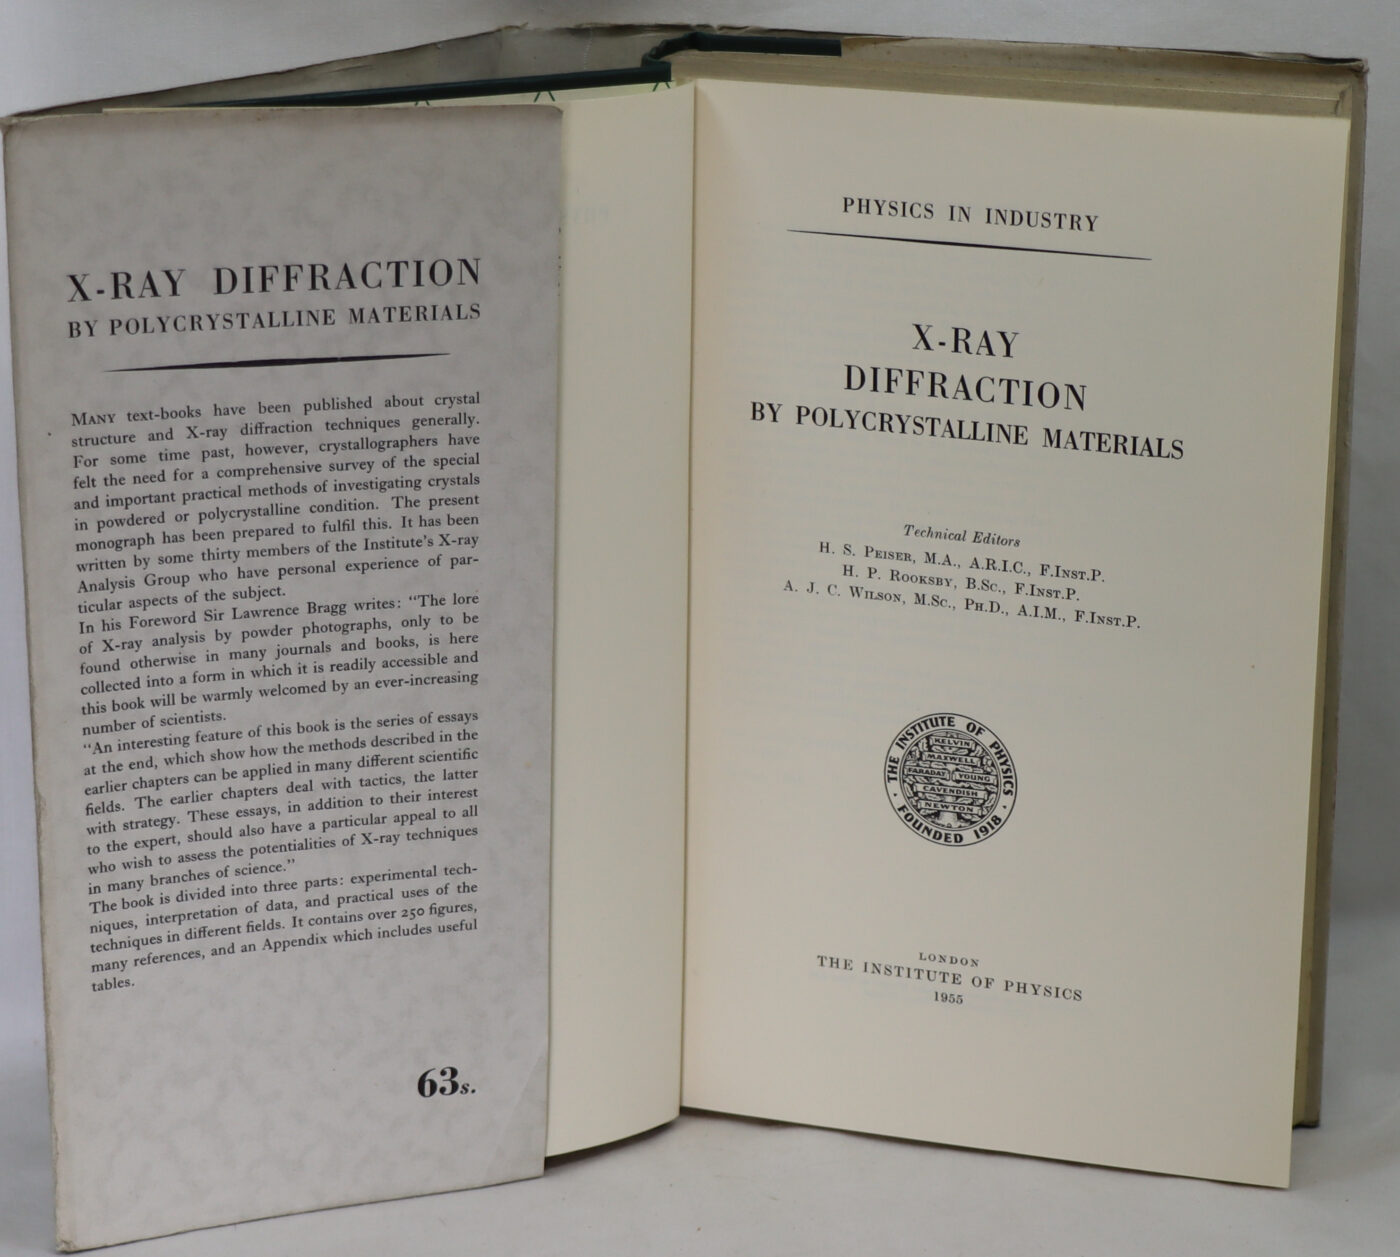 X-RAY DIFFRACTION
BY POLYCRYSTALLINE MATERIALS
MANY text-books have been published about crystal
structure and X-ray diffraction techniques generally.
For some time past, however, crystallographers have
felt the need for a comprehensive survey of the special
and important practical methods of investigating crystals
in powdered or polycrystalline condition. The present
monograph has been prepared to fulfil this. It has been
written by some thirty members of the Institute's X-ray
Analysis Group who have personal experience of par-
ticular aspects of the subject.
In his Foreword Sir Lawrence Bragg writes: "The lore
of X-ray analysis by powder photographs, only to be
found otherwise in many journals and books, is here
collected into a form in which it is readily accessible and
this book will be warmly welcomed by an ever-increasing
number of scientists.
"An interesting feature of this book is the series of essays
at the end, which show how the methods described in the
earlier chapters can be applied in many different scientific
fields. The earlier chapters deal with tactics, the latter
with strategy. These essays, in addition to their interest
to the expert, should also have a particular appeal to all
who wish to assess the potentialities of X-ray techniques
in many branches of science."
The book is divided into three parts: experimental tech-
niques, interpretation of data, and practical uses of the
techniques in different fields. It contains over 250 figures,
many references, and an Appendix which includes useful
tables.
63s.
PHYSICS IN INDUSTRY
X-RAY
DIFFRACTION
BY POLYCRYSTALLINE MATERIALS
Technical Editors
H. S. PEISER, M.A., A.R.I.C., F.INST.P.
H. P. ROOKSBY, B.SC., F.INST.P.
A. J. C. WILSON, M.SC., PH.D., A.I.M., F.INST.P.
THE INSTITUTE OF PHYSICS
KELVIN
MAXWELL
FARADAY YOUNG
CAVENDISH
NEWTON
FOUNDED 1918
LONDON
THE INSTITUTE OF PHYSICS
1955